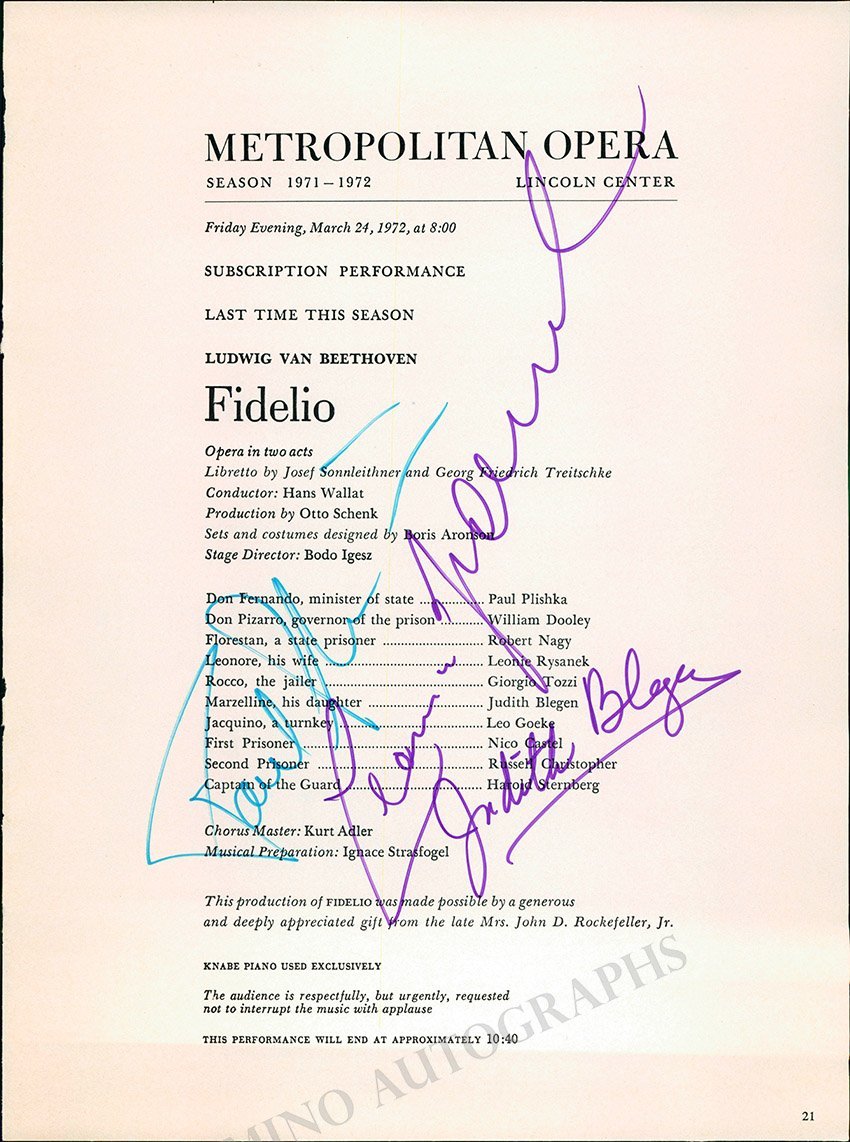 METROPOLITAN OPERA
SEASON 1971–1972 LINCOLN CENTER
Friday Evening, March 24, 1972, at 8:00
SUBSCRIPTION PERFORMANCE
LAST TIME THIS SEASON
LUDWIG VAN BEETHOVEN
Fidelio
Opera in two acts
Libretto by Josef Sonnleithner and Georg Friedrich Treitschke
Conductor: Hans Wallat
Production by Otto Schenk
Sets and costumes designed by Boris Aronson
Stage Director: Bodo Igesz
Don Fernando, minister of state ................ Paul Plishka
Don Pizarro, governor of the prison .......... William Dooley
Florestan, a state prisoner ......................... Robert Nagy
Leonore, his wife ....................................... Leonie Rysanek
Rocco, the jailer ........................................ Giorgio Tozzi
Marzelline, his daughter ............................ Judith Blegen
Jacquino, a turnkey ................................... Leo Goeke
First Prisoner ............................................ Nico Castel
Second Prisoner ......................................... Russell Christopher
Captain of the Guard ................................. Harold Sternberg
Chorus Master: Kurt Adler
Musical Preparation: Ignace Strasfogel
This production of FIDELIO was made possible by a generous
and deeply appreciated gift from the late Mrs. John D. Rockefeller, Jr.
KNABE PIANO USED EXCLUSIVELY
The audience is respectfully, but urgently, requested
not to interrupt the music with applause
THIS PERFORMANCE WILL END AT APPROXIMATELY 10:40
21
Paul
Leonie Rysanek
Judith Blegen
MINO AUTOGRAPHS